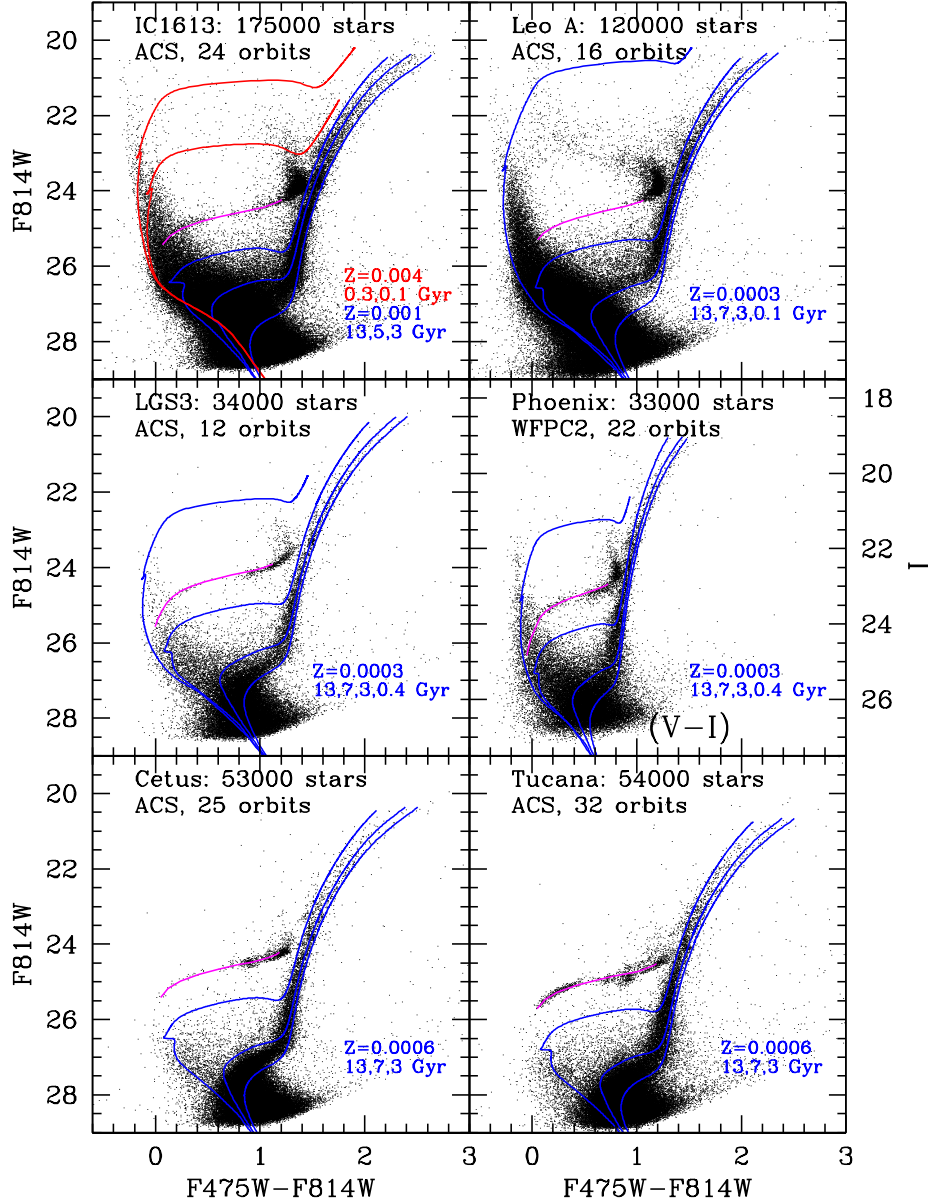 IC1613: 175000 stars
ACS, 24 orbits
Z=0.004
0.3,0.1 Gyr
Z=0.001
13,5,3 Gyr
20
22
24
26
28
F814W
Leo A: 120000 stars
ACS, 16 orbits
Z=0.0003
13,7,3,0.1 Gyr
LGS3: 34000 stars
ACS, 12 orbits
Z=0.0003
13,7,3,0.4 Gyr
20
22
24
26
28
F814W
Phoenix: 33000 stars
WFPC2, 22 orbits
Z=0.0003
13,7,3,0.4 Gyr
(V-I)
18
20
22
24
26
I
Cetus: 53000 stars
ACS, 25 orbits
Z=0.0006
13,7,3 Gyr
20
22
24
26
28
F814W
0 1 2 3
F475W-F814W
Tucana: 54000 stars
ACS, 32 orbits
Z=0.0006
13,7,3 Gyr
0 1 2 3
F475W-F814W